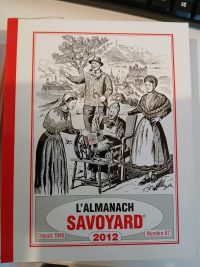 L'ALMANACH
SAVOYARD
Depuis 1946
2012
Numéro 67